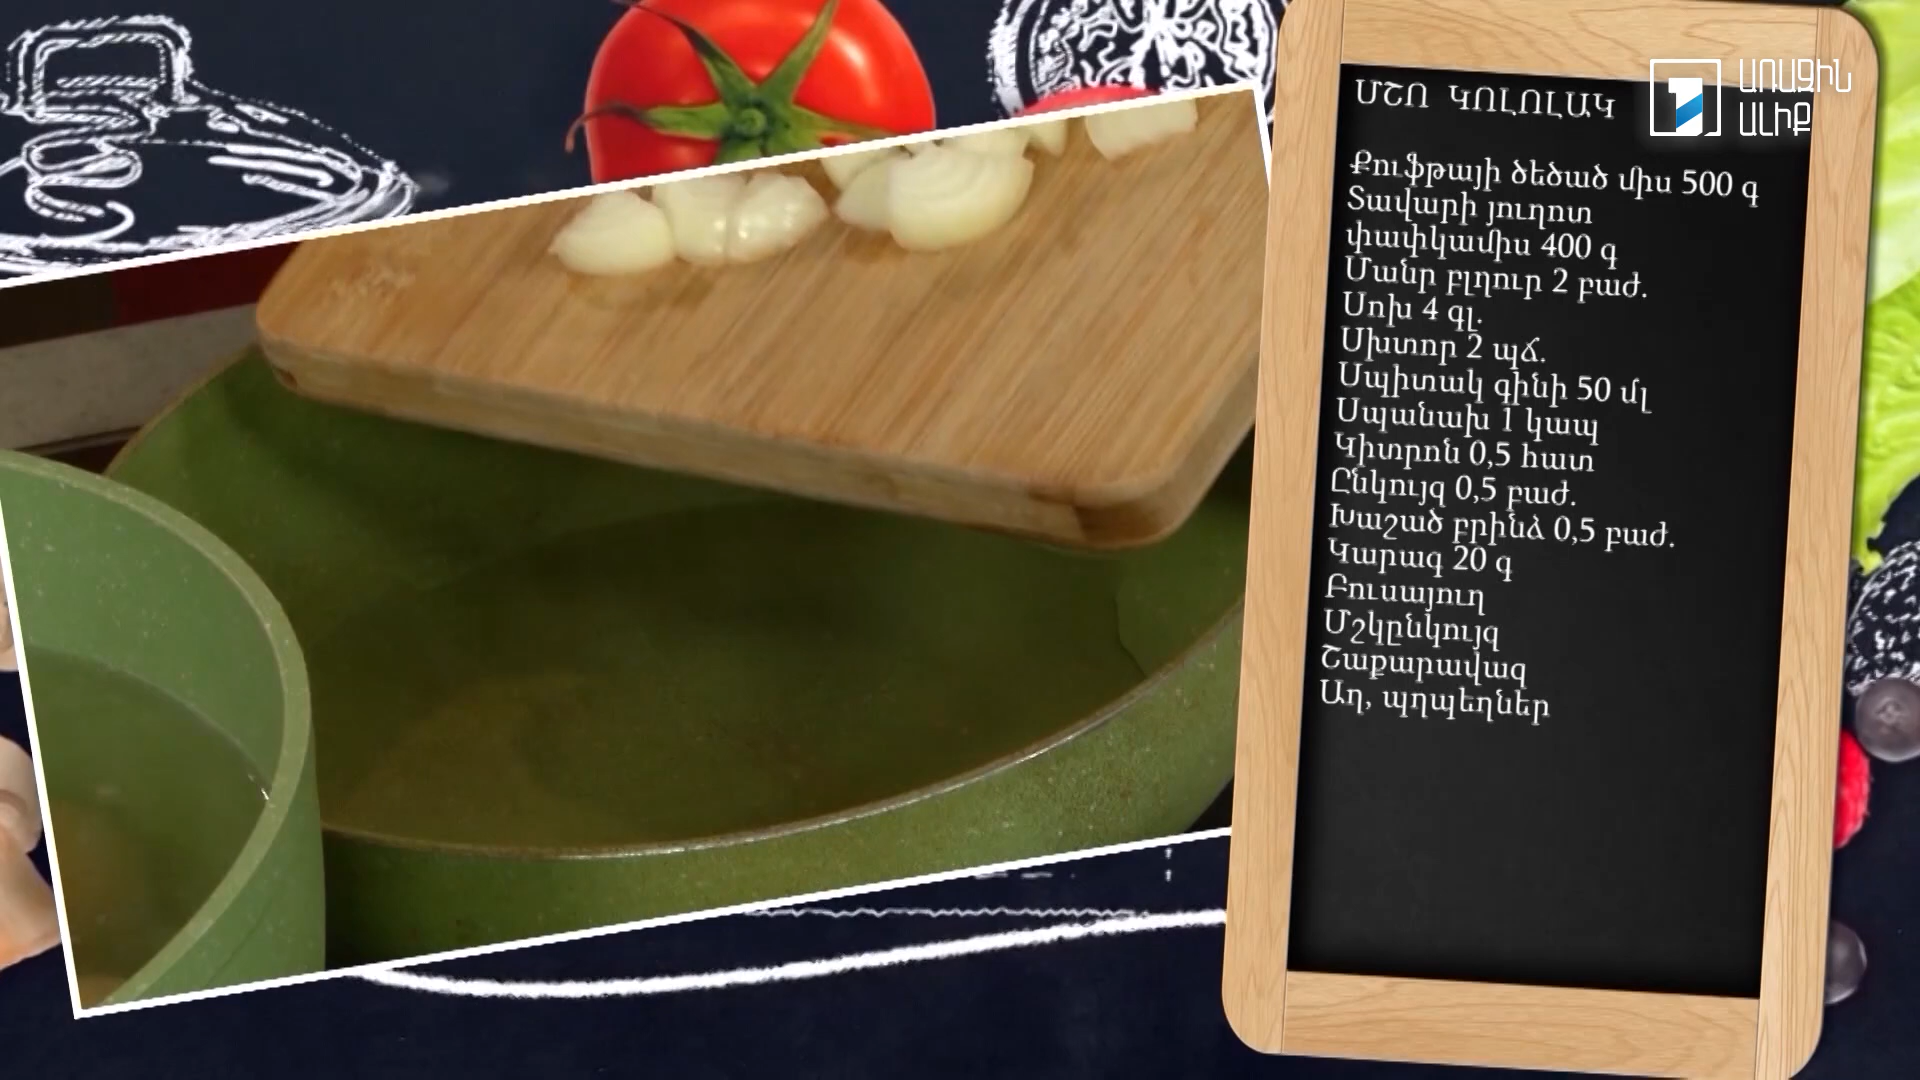 ՄՇՈ ԿՈԼՈԼԱԿ
ԱՌԱՋԻՆ
ԱԼԻՔ
Քուֆթայի ծեծած միս 500 գ
Տավարի յուղոտ
փափկամիս 400 գ
Մանր բլղուր 2 բաժ.
Սոխ 4 գլ.
Սխտոր 2 պճ.
Սպիտակ գինի 50 մլ
Սպանախ 1 կապ
Կիտրոն 0,5 հատ
Ընկույզ 0,5 բաժ.
Խաշած բրինձ 0,5 բաժ.
Կարագ 20 գ
Բուսայուղ
Մշկընկույզ
Շաքարավազ
Աղ, պղպեղներ